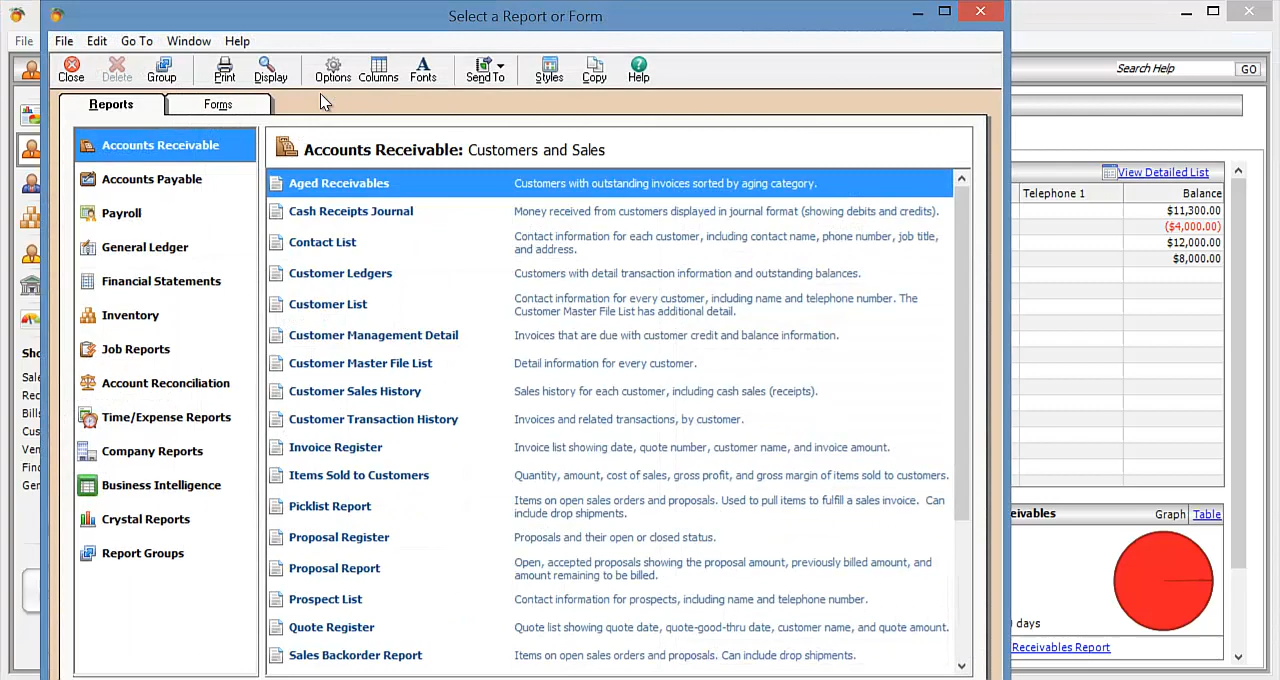 Select a Report or Form
File
File Edit Go To Window Help
Close Delete Group Print Display Options Columns Fonts Send To Styles Copy Help
Search Help GO
Reports Forms
Accounts Receivable
Accounts Payable
Payroll
General Ledger
Financial Statements
Inventory
Job Reports
Account Reconciliation
Time/Expense Reports
Company Reports
Business Intelligence
Crystal Reports
Report Groups
Accounts Receivable: Customers and Sales
Aged Receivables Customers with outstanding invoices sorted by aging category.
Cash Receipts Journal Money received from customers displayed in journal format (showing debits and credits).
Contact List Contact information for each customer, including contact name, phone number, job title,
and address.
Customer Ledgers Customers with detail transaction information and outstanding balances.
Customer List Contact information for every customer, including name and telephone number. The
Customer Master File List has additional detail.
Customer Management Detail Invoices that are due with customer credit and balance information.
Customer Master File List Detail information for every customer.
Customer Sales History Sales history for each customer, including cash sales (receipts).
Customer Transaction History Invoices and related transactions, by customer.
Invoice Register Invoice list showing date, quote number, customer name, and invoice amount.
Items Sold to Customers Quantity, amount, cost of sales, gross profit, and gross margin of items sold to customers.
Picklist Report Items on open sales orders and proposals. Used to pull items to fulfill a sales invoice. Can
include drop shipments.
Proposal Register Proposals and their open or closed status.
Proposal Report Open, accepted proposals showing the proposal amount, previously billed amount, and
amount remaining to be billed.
Prospect List Contact information for prospects, including name and telephone number.
Quote Register Quote list showing quote date, quote-good-thru date, customer name, and quote amount.
Sales Backorder Report Items on open sales orders and proposals. Can include drop shipments.
View Detailed List
Telephone 1 Balance
$11,300.00
($4,000.00)
$12,000.00
$8,000.00
eivables Graph Table
days
Receivables Report
Sho
Sale
Rec
Bills
Cus
Ven
Fin
Ger